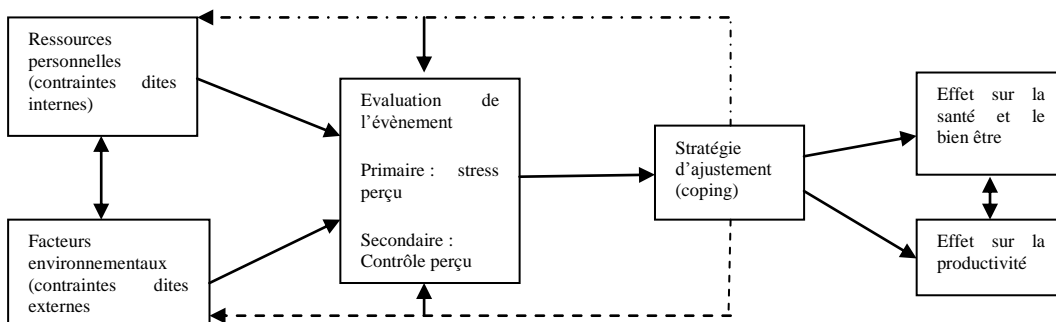 Ressources
personnelles
(contraintes dites
internes)
Facteurs
environnementaux
(contraintes dites
externes
Evaluation de
l'évènement
Primaire : stress
perçu
Secondaire :
Contrôle perçu
Stratégie
d'ajustement
(coping)
Effet sur la
santé et le
bien être
Effet sur la
productivité